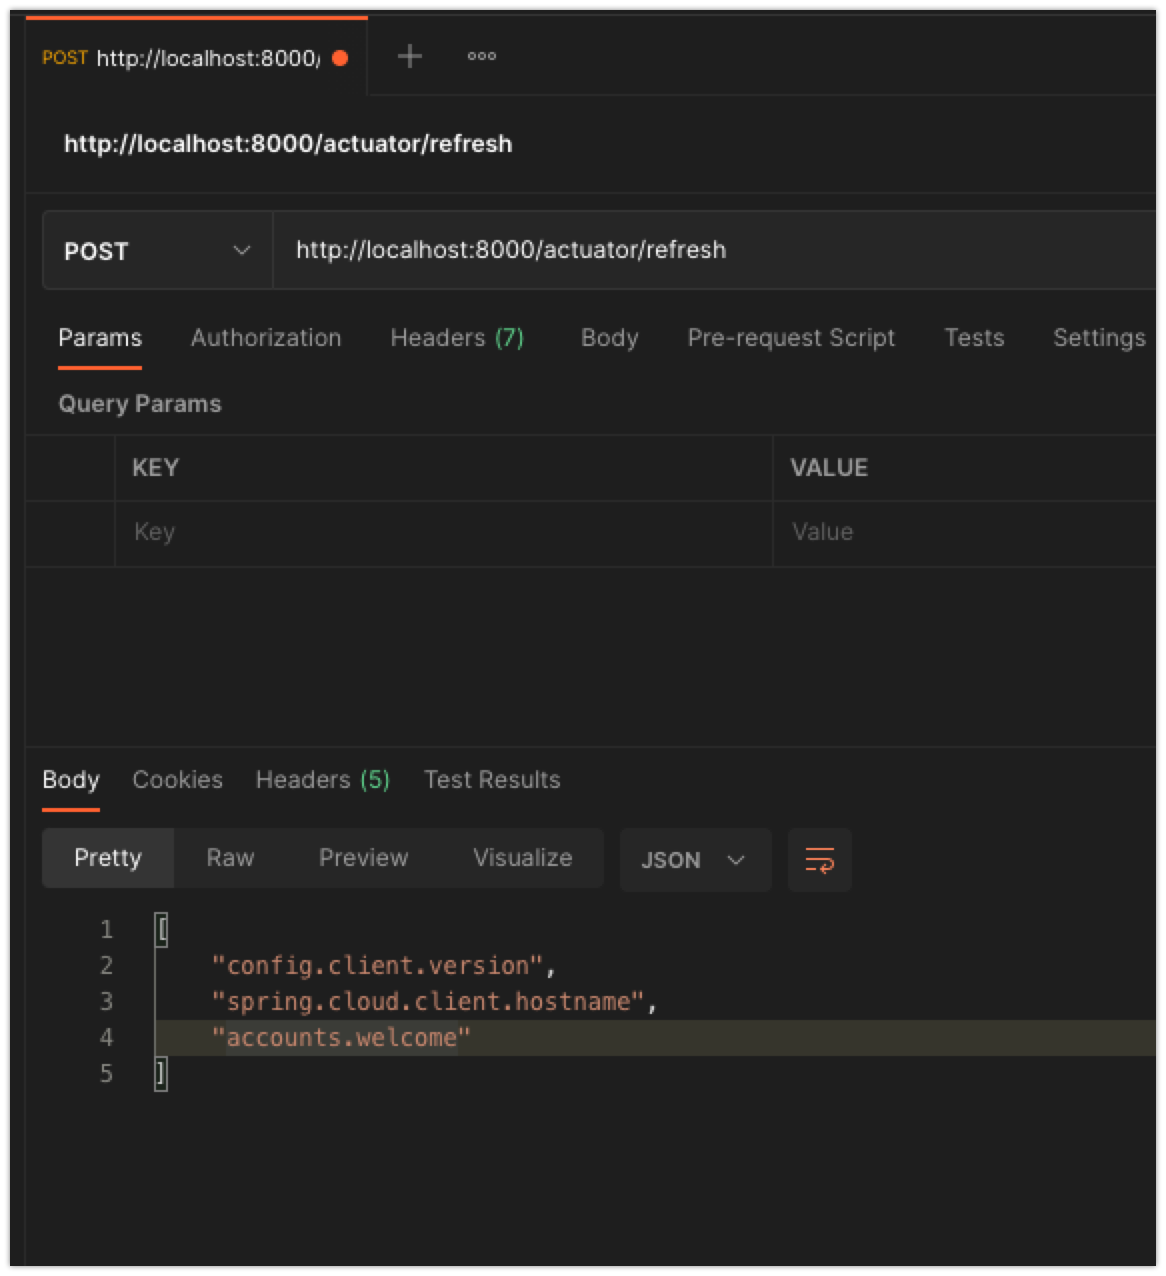 POST http://localhost:8000/
http://localhost:8000/actuator/refresh
POST http://localhost:8000/actuator/refresh
Params Authorization Headers (7) Body Pre-request Script Tests Settings
Query Params
KEY VALUE
Key Value
Body Cookies Headers (5) Test Results
Pretty Raw Preview Visualize JSON
1 [
2 "config.client.version",
3 "spring.cloud.client.hostname",
4 "accounts.welcome"
5 ]